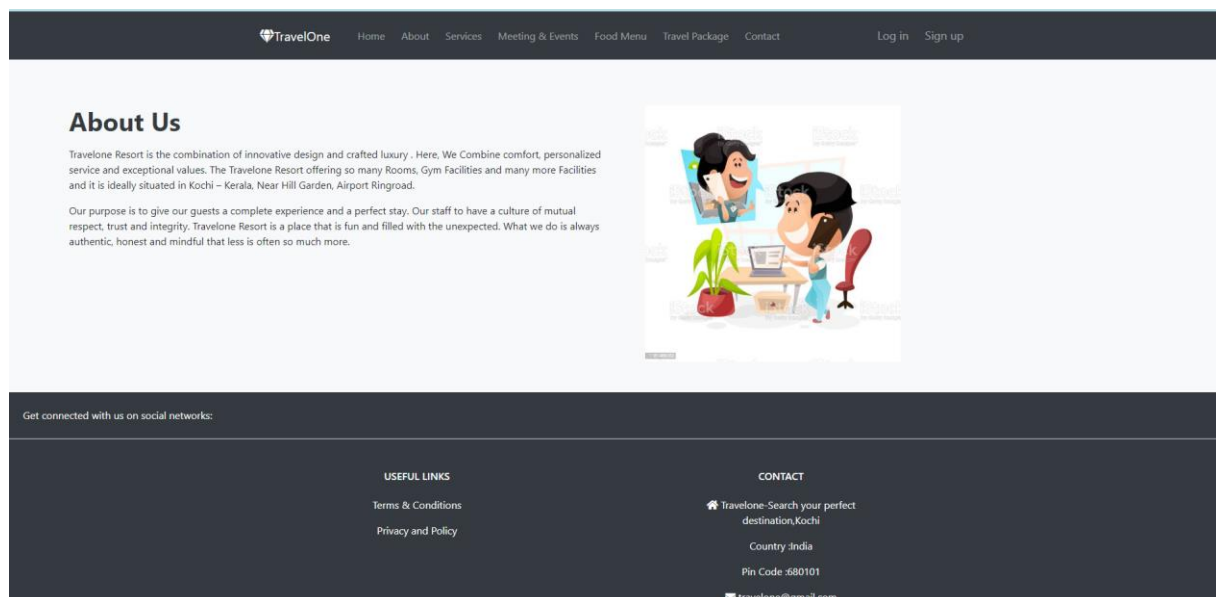 TravelOne Home About Services Meeting & Events Food Menu Travel Package Contact Log in Sign up
About Us
Travelone Resort is the combination of innovative design and crafted luxury . Here, We Combine comfort, personalized
service and exceptional values. The Travelone Resort offering so many Rooms, Gym Facilities and many more Facilities
and it is ideally situated in Kochi – Kerala, Near Hill Garden, Airport Ringroad.
Our purpose is to give our guests a complete experience and a perfect stay. Our staff to have a culture of mutual
respect, trust and integrity. Travelone Resort is a place that is fun and filled with the unexpected. What we do is always
authentic, honest and mindful that less is often so much more.
iStock
Get connected with us on social networks:
USEFUL LINKS
Terms & Conditions
Privacy and Policy
CONTACT
Travelone-Search your perfect
destination,Kochi
Country :India
Pin Code :680101
travelone@gmail.com